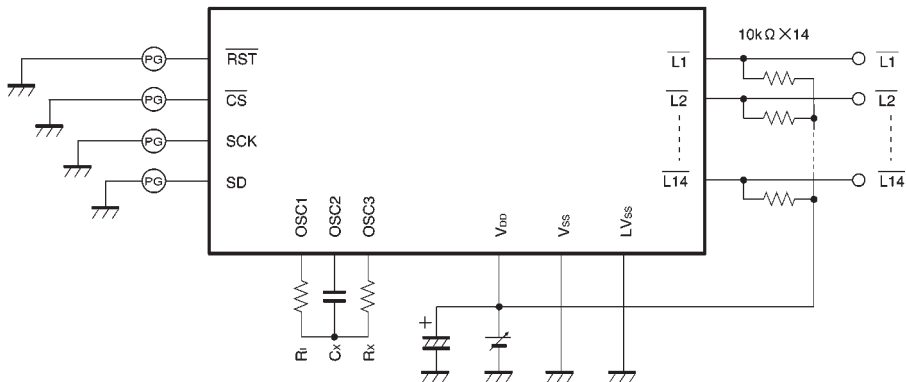 10kΩ×14
PG
RST
L1
L1
PG
CS
L2
L2
PG
SCK
PG
SD
L14
L14
OSC1
OSC2
OSC3
VDD
VSS
LVSS
+
RI
CX
RX